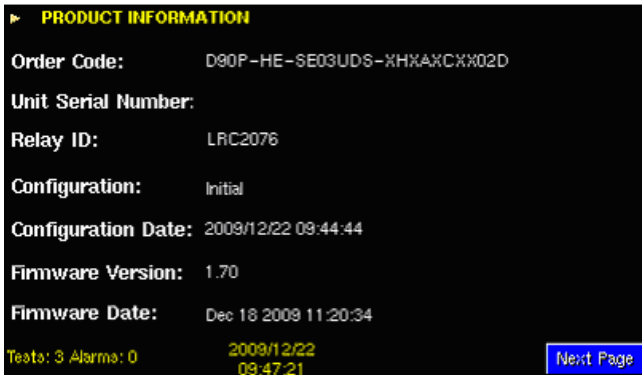 PRODUCT INFORMATION
Order Code: D90P-HE-SE03UDS-XHXAXCXX02D
Unit Serial Number:
Relay ID: LRC2076
Configuration: Initial
Configuration Date: 2009/12/22 09:44:44
Firmware Version: 1.70
Firmware Date: Dec 18 2009 11:20:34
Tests: 3 Alarms: 0 2009/12/22 Next Page
09:47:21